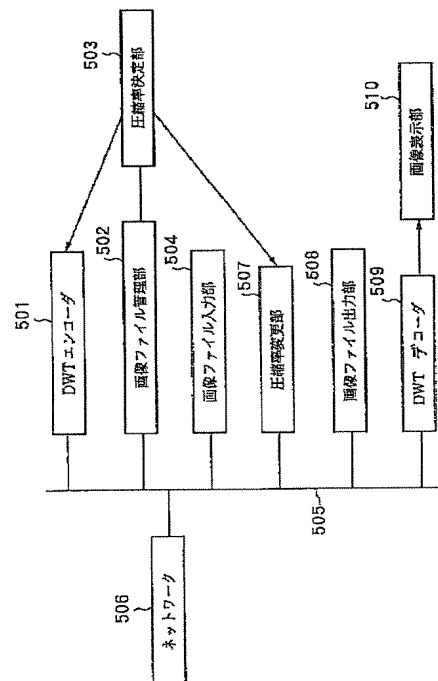 501
DWTエンコーダ
502
画像ファイル管理部
503
圧縮率決定部
504
画像ファイル入力部
505
506
ネットワーク
507
圧縮率変更部
508
画像ファイル出力部
509
DWT デコーダ
510
画像表示部